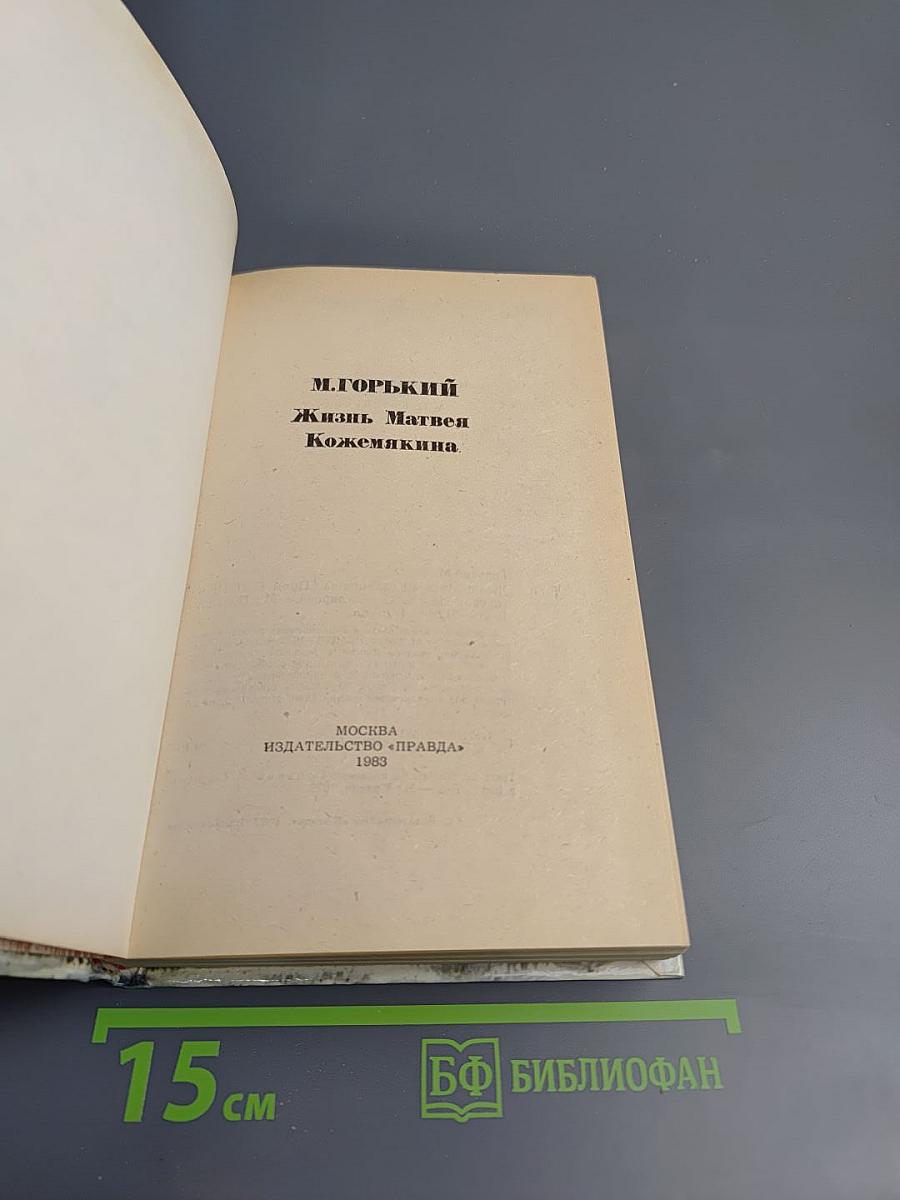 М. ГОРЬКИЙ
Жизнь Матвея
Кожемякина
МОСКВА
ИЗДАТЕЛЬСТВО «ПРАВДА»
1983
15 см
БФ БИБЛИОФАН